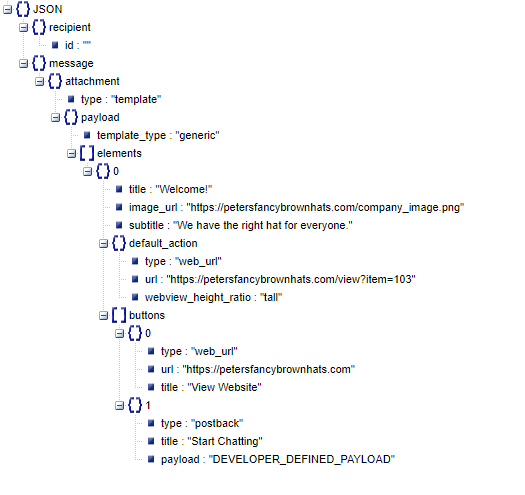 JSON
recipient
id : ""
message
attachment
type : "template"
payload
template_type : "generic"
elements
0
title : "Welcome!"
image_url : "https://petersfancybrownhats.com/company_image.png"
subtitle : "We have the right hat for everyone."
default_action
type : "web_url"
url : "https://petersfancybrownhats.com/view?item=103"
webview_height_ratio : "tall"
buttons
0
type : "web_url"
url : "https://petersfancybrownhats.com"
title : "View Website"
1
type : "postback"
title : "Start Chatting"
payload : "DEVELOPER_DEFINED_PAYLOAD"